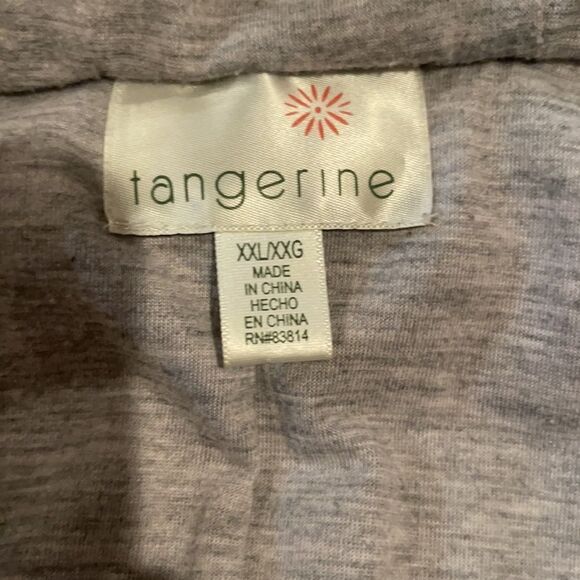 tangerine
XXL/XXG
MADE
IN CHINA
HECHO
EN CHINA
RN#83814